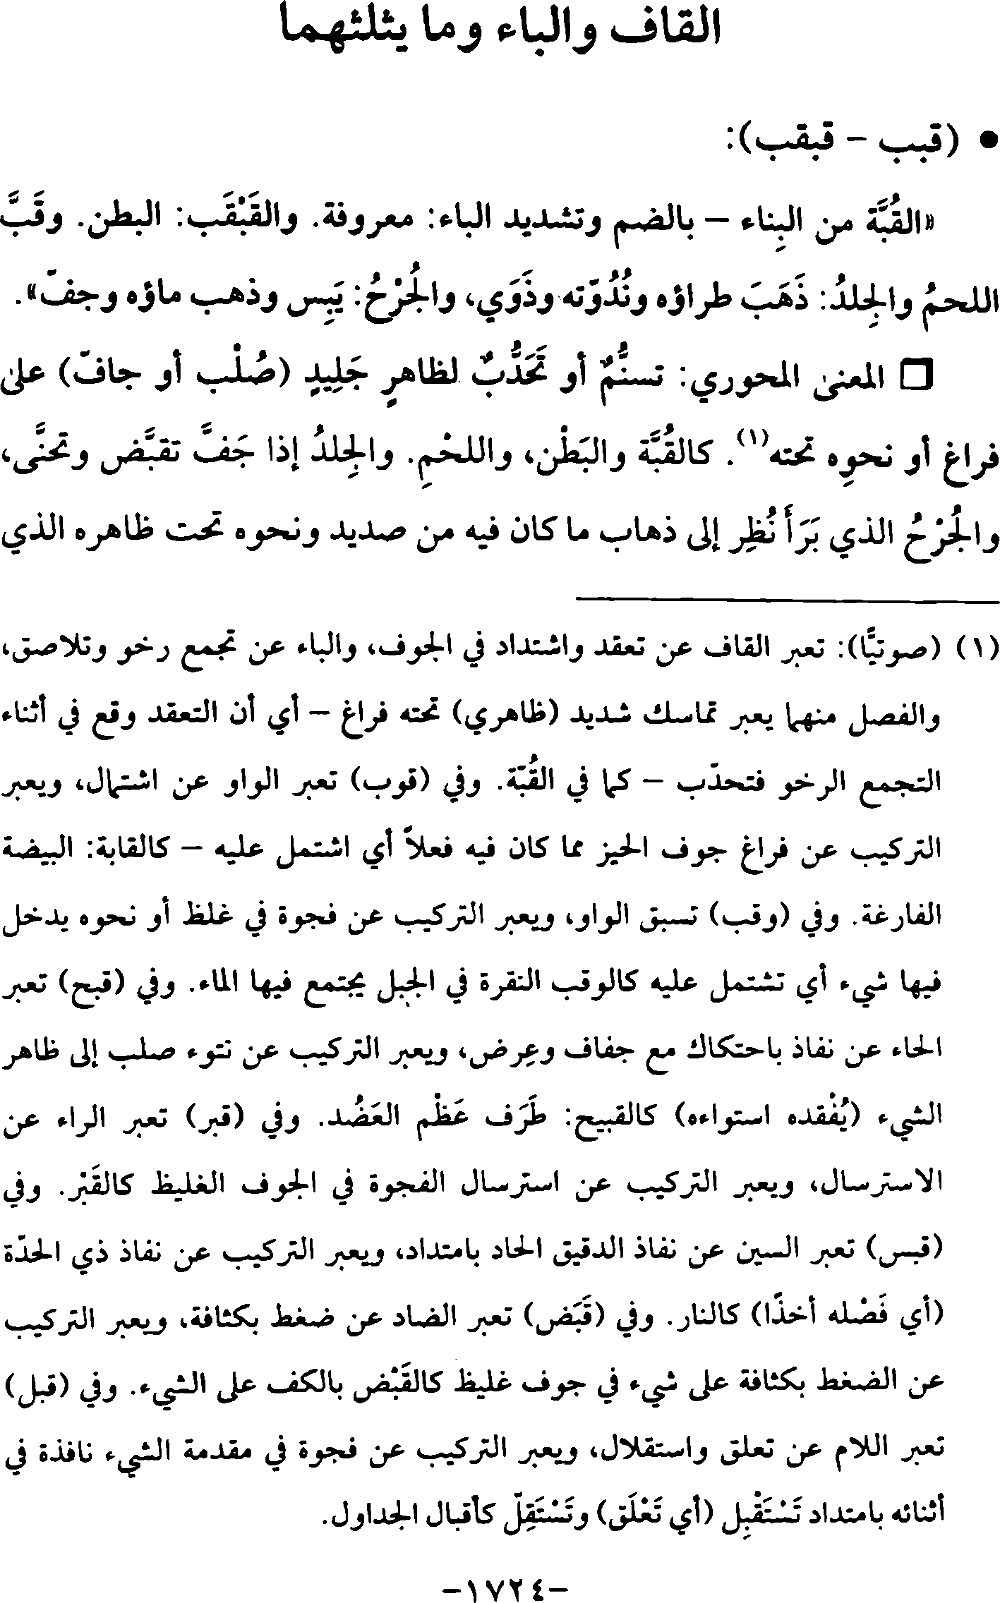 القاف والباء وما يثلثهما
• (قبب – قبقب):
«القُبَّة من البِناء – بالضم وتشديد الباء: معروفة. والقَبْقَب: البطن. وقَبَّ
اللحمُ والجِلدُ: ذَهَبَ طراؤه ونُدُوّته وذَوَي، والجُرْحُ: يَبِس وذهب ماؤه وجفّ».
□ المعنى المحوري: تسنُّمٌ أو تَحَدُّبٌ لظاهرٍ جَلِيدٍ (صُلْب أو جافّ) على
فراغ أو نحوِه تحته(١). كالقُبَّة والبَطْن، واللحْمِ. والجِلدُ إذا جَفَّ تقبَّض وتحنَّى،
والجُرْحُ الذي بَرَأَ نُظِر إلى ذهاب ما كان فيه من صديد ونحوه تحت ظاهره الذي
(١) (صوتيًّا): تعبر القاف عن تعقد واشتداد في الجوف، والباء عن تجمع رخو وتلاصق،
والفصل منهما يعبر تماسك شديد (ظاهري) تحته فراغ – أي أن التعقد وقع في أثناء
التجمع الرخو فتحدّب – كما في القُبّة. وفي (قوب) تعبر الواو عن اشتمال، ويعبر
التركيب عن فراغ جوف الحيز مما كان فيه فعلاً أي اشتمل عليه – كالقابة: البيضة
الفارغة. وفي (وقب) تسبق الواو، ويعبر التركيب عن فجوة في غلظ أو نحوه يدخل
فيها شيء أي تشتمل عليه كالوقب النقرة في الجبل يجتمع فيها الماء. وفي (قبح) تعبر
الحاء عن نفاذ باحتكاك مع جفاف وعِرض، ويعبر التركيب عن نتوء صلب إلى ظاهر
الشيء (يُفْقده استواءه) كالقبيح: طَرَف عَظْم العَضُد. وفي (قبر) تعبر الراء عن
الاسترسال، ويعبر التركيب عن استرسال الفجوة في الجوف الغليظ كالقَبْر. وفي
(قبس) تعبر السين عن نفاذ الدقيق الحاد بامتداد، ويعبر التركيب عن نفاذ ذي الحدّة
(أي فَصْله أخذًا) كالنار. وفي (قَبَض) تعبر الضاد عن ضغط بكثافة، ويعبر التركيب
عن الضغط بكثافة على شيء في جوف غليظ كالقَبْض بالكف على الشيء. وفي (قبل)
تعبر اللام عن تعلق واستقلال، ويعبر التركيب عن فجوة في مقدمة الشيء نافذة في
أثنائه بامتداد تَسْتَقْبِل (أي تَعْلَق) وتَسْتَقِلّ كأقبال الجداول.
–١٧٢٤–